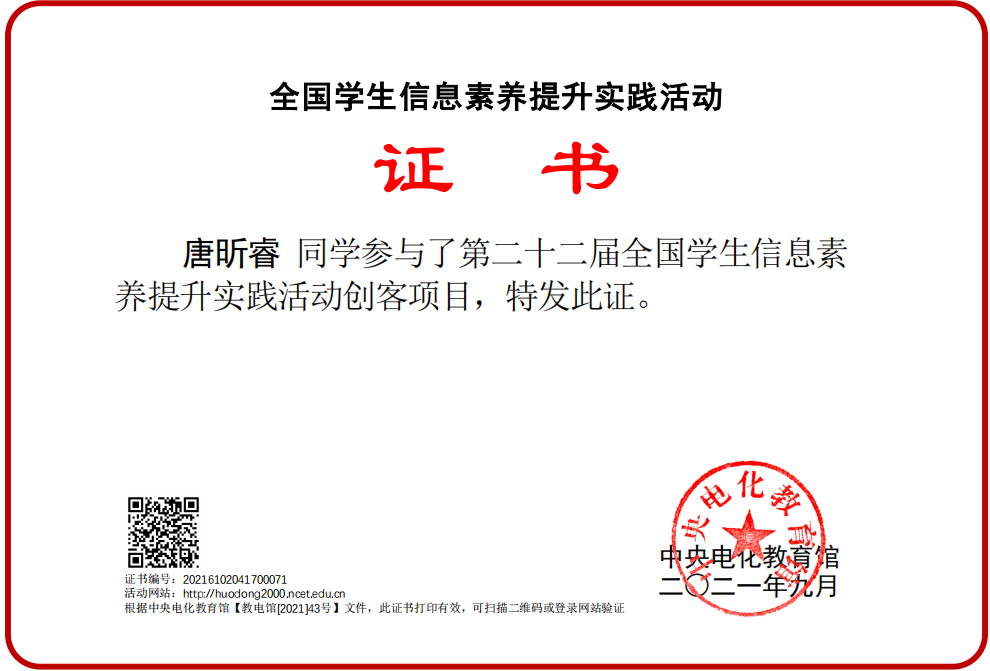 全国学生信息素养提升实践活动
证 书
唐昕睿 同学参与了第二十二届全国学生信息素
养提升实践活动创客项目，特发此证。
中央电化教育馆
中央电化教育馆
二〇二一年九月
证书编号：20216102041700071
活动网站：http://huodong2000.ncet.edu.cn
根据中央电化教育馆【教电馆[2021]43号】文件，此证书打印有效，可扫描二维码或登录网站验证